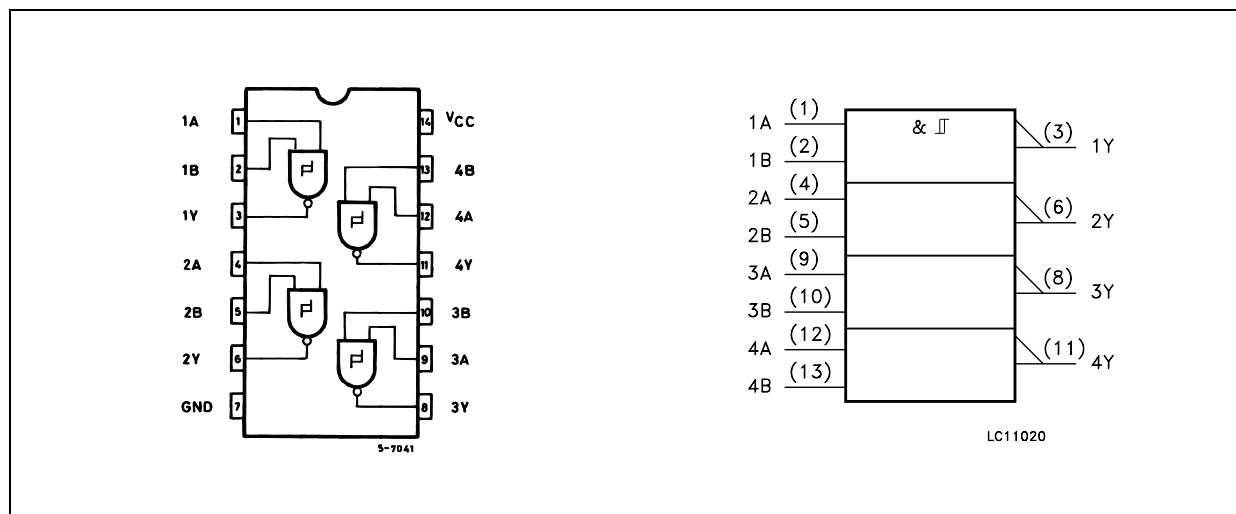 1A 1 14 VCC
1B 2 13 4B
1Y 3 12 4A
2A 4 11 4Y
2B 5 10 3B
2Y 6 9 3A
GND 7 8 3Y
S-7041
1A (1) & (3) 1Y
1B (2)
2A (4) (6) 2Y
2B (5)
3A (9) (8) 3Y
3B (10)
4A (12) (11) 4Y
4B (13)
LC11020